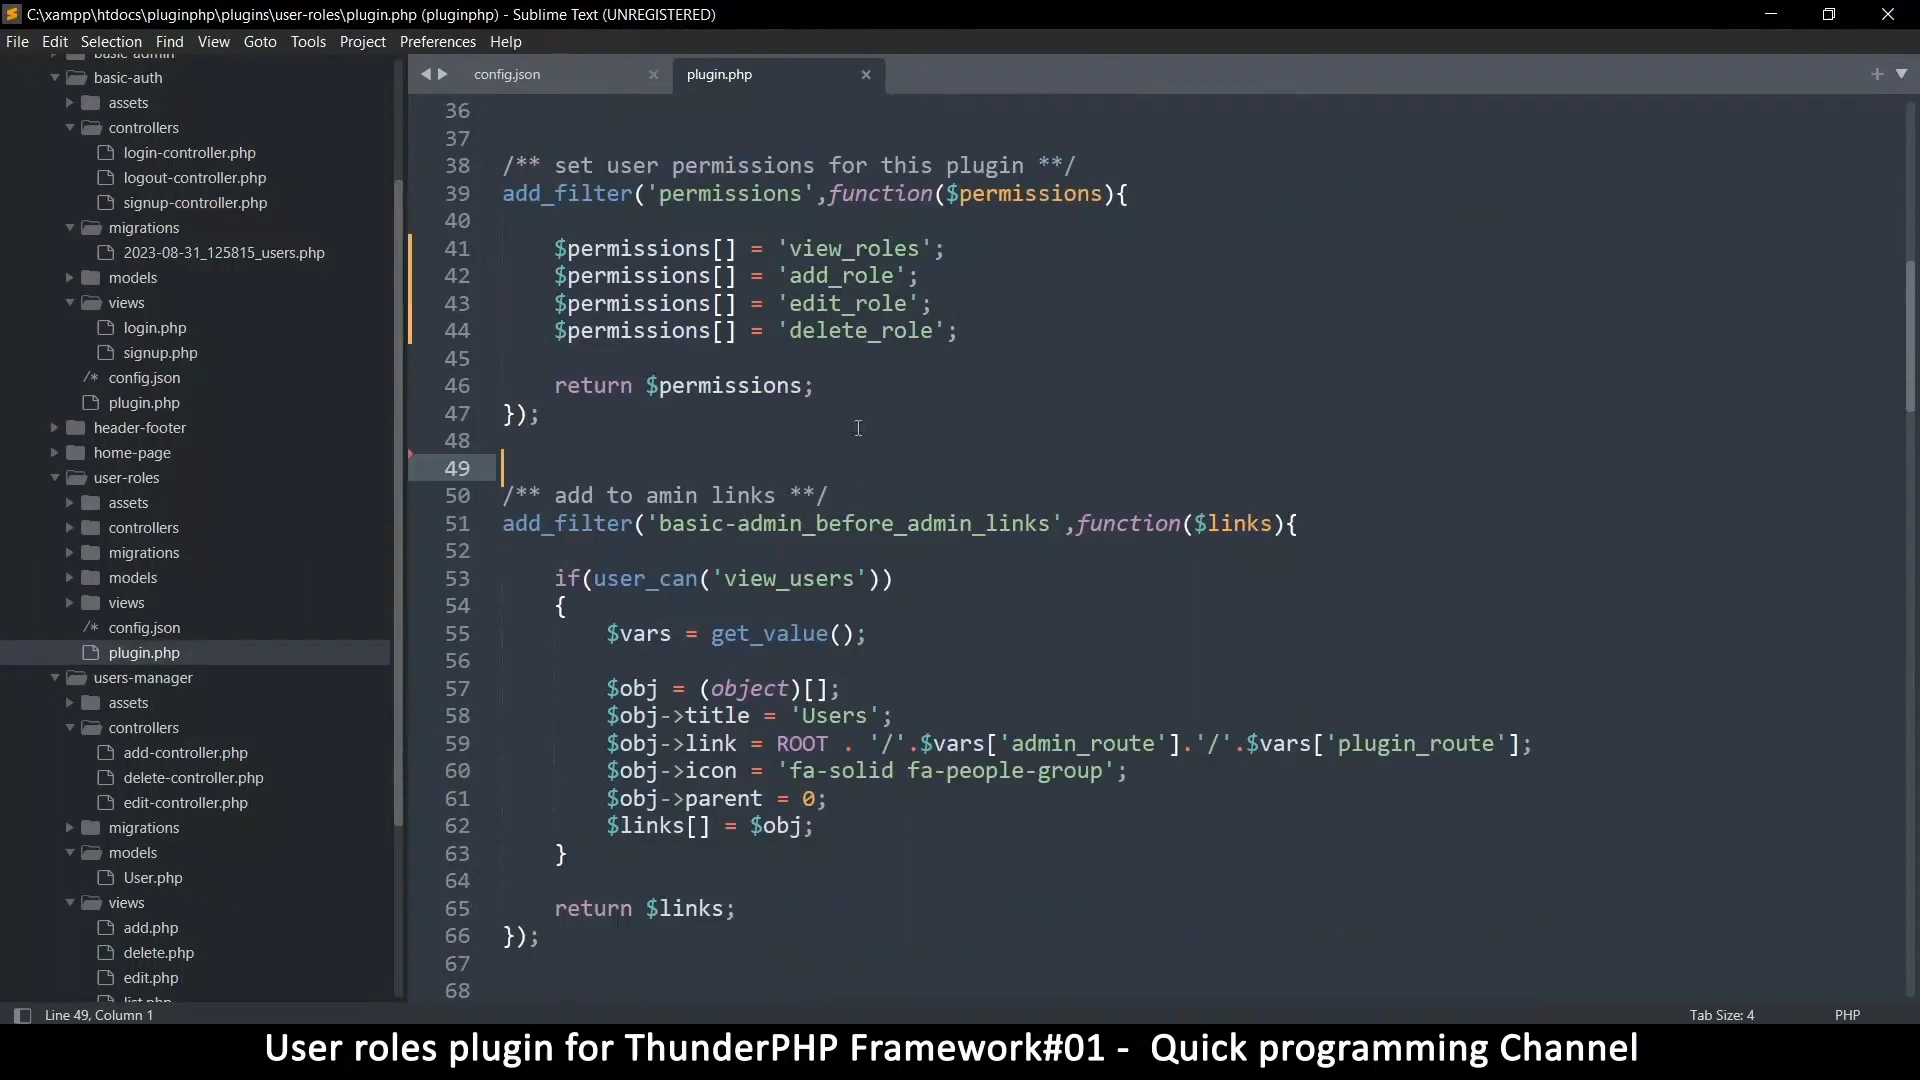 C:\xampp\htdocs\pluginphp\plugins\user-roles\plugin.php (pluginphp) - Sublime Text (UNREGISTERED)
File Edit Selection Find View Goto Tools Project Preferences Help
basic-admin
basic-auth
assets
controllers
login-controller.php
logout-controller.php
signup-controller.php
migrations
2023-08-31_125815_users.php
models
views
login.php
signup.php
/* config.json
plugin.php
header-footer
home-page
user-roles
assets
controllers
migrations
models
views
/* config.json
plugin.php
users-manager
assets
controllers
add-controller.php
delete-controller.php
edit-controller.php
migrations
models
User.php
views
add.php
delete.php
edit.php
list.php
config.json
plugin.php
36
37
38 /** set user permissions for this plugin **/
39 add_filter('permissions',function($permissions){
40
41 $permissions[] = 'view_roles';
42 $permissions[] = 'add_role';
43 $permissions[] = 'edit_role';
44 $permissions[] = 'delete_role';
45
46 return $permissions;
47 });
48
49
50 /** add to amin links **/
51 add_filter('basic-admin_before_admin_links',function($links){
52
53 if(user_can('view_users'))
54 {
55 $vars = get_value();
56
57 $obj = (object)[];
58 $obj->title = 'Users';
59 $obj->link = ROOT . '/'.$vars['admin_route'].'/'.$vars['plugin_route'];
60 $obj->icon = 'fa-solid fa-people-group';
61 $obj->parent = 0;
62 $links[] = $obj;
63 }
64
65 return $links;
66 });
67
68
Line 49, Column 1
Tab Size: 4
PHP
User roles plugin for ThunderPHP Framework#01 - Quick programming Channel